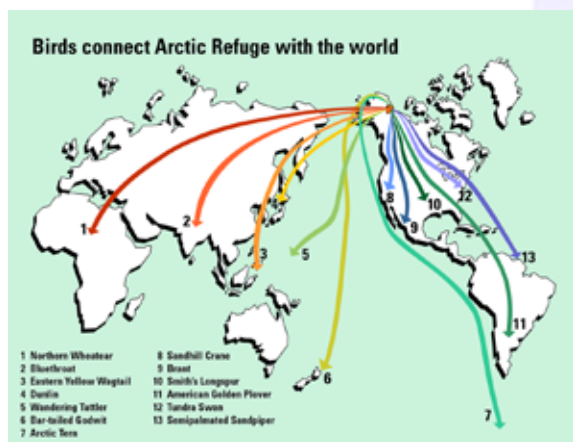 Birds connect Arctic Refuge with the world
1
2
3
5
6
7
8
9
10
11
12
13
1 Northern Wheatear
2 Bluethroat
3 Eastern Yellow Wagtail
4 Dunlin
5 Wandering Tattler
6 Bar-tailed Godwit
7 Arctic Tern
8 Sandhill Crane
9 Brant
10 Smith's Longspur
11 American Golden Plover
12 Tundra Swan
13 Semipalmated Sandpiper